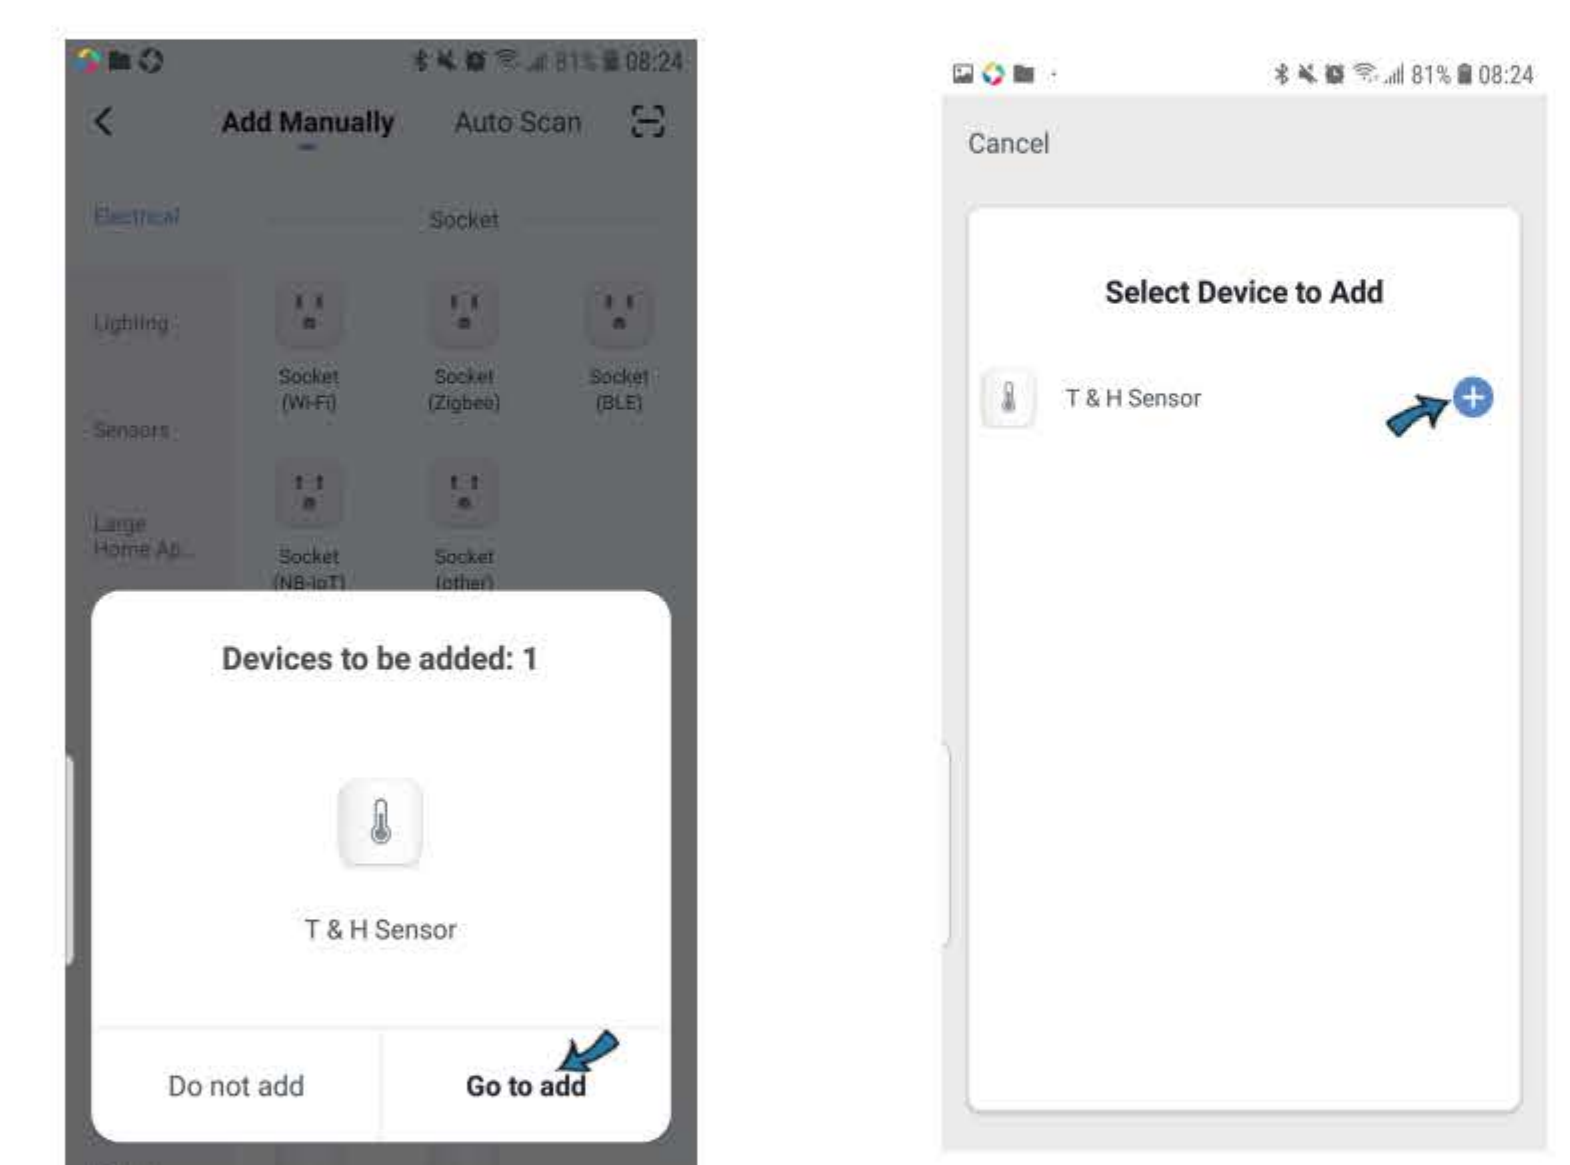 81% 08:24
Add Manually Auto Scan
Electrical
Socket
Lighting
Socket
(Wi-Fi)
Socket
(Zigbee)
Socket
(BLE)
Sensors
Large
Home Ap...
Socket
(NB-IoT)
Socket
(other)
Devices to be added: 1
T & H Sensor
Do not add
Go to add
81% 08:24
Cancel
Select Device to Add
T & H Sensor